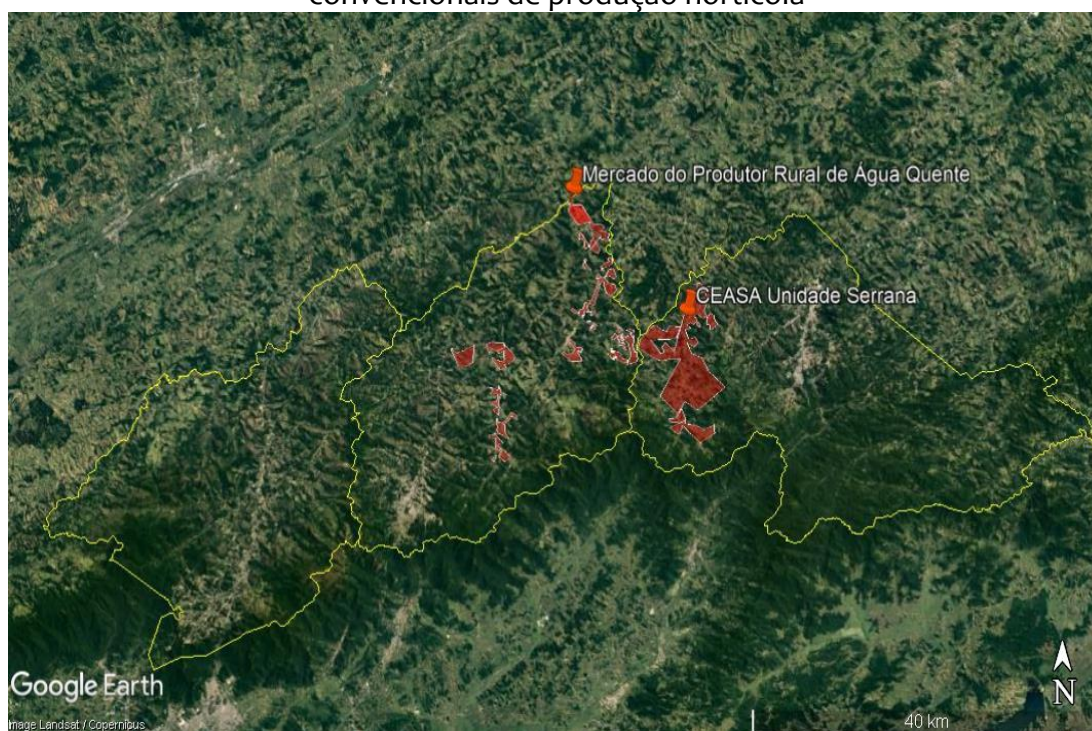 convencionais de produção hortícola
Mercado do Produtor Rural de Água Quente
CEASA Unidade Serrana
Google Earth
Image Landsat / Copernicus
N
40 km